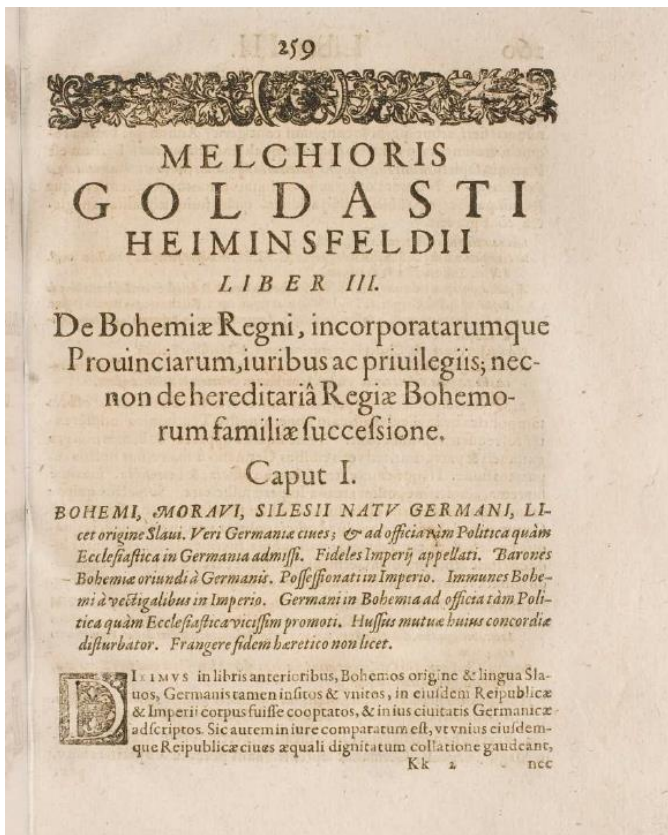 259
MELCHIORIS
GOLDASTI
HEIMINSFELDII
LIBER III.
De Bohemiæ Regni, incorporatarumque
Prouinciarum, iuribus ac priuilegiis; nec-
non de hereditariâ Regiæ Bohemo-
rum familiæ ſucceſsione.
Caput I.
BOHEMI, MORAVI, SILESII NATV GERMANI, LI-
cet origine Slaui. Veri Germaniæ ciues; & ad officia tàm Politica quàm
Eccleſiaſtica in Germania admiſſi. Fideles Imperij appellati. Barones
Bohemiæ oriundi à Germanis. Poſſeſſionati in Imperio. Immunes Bohe-
mi à vectigalibus in Imperio. Germani in Bohemia ad officia tàm Poli-
tica quàm Eccleſiaſtica viciſſim promoti. Huſſus mutuæ huius concordiæ
diſturbator. Frangere fidem hæretico non licet.
DIXIMVS in libris anterioribus, Bohemos origine & lingua Sla-
uos, Germanis tamen inſitos & vnitos, in eiuſdem Reipublicæ
& Imperii corpus fuiſſe cooptatos, & in ius ciuitatis Germanicæ
adſcriptos. Sic autem in iure comparatum eſt, vt vnius eiuſdem-
que Reipublicæ ciues æquali dignitatum collatione gaudeant,
Kk 2 nec